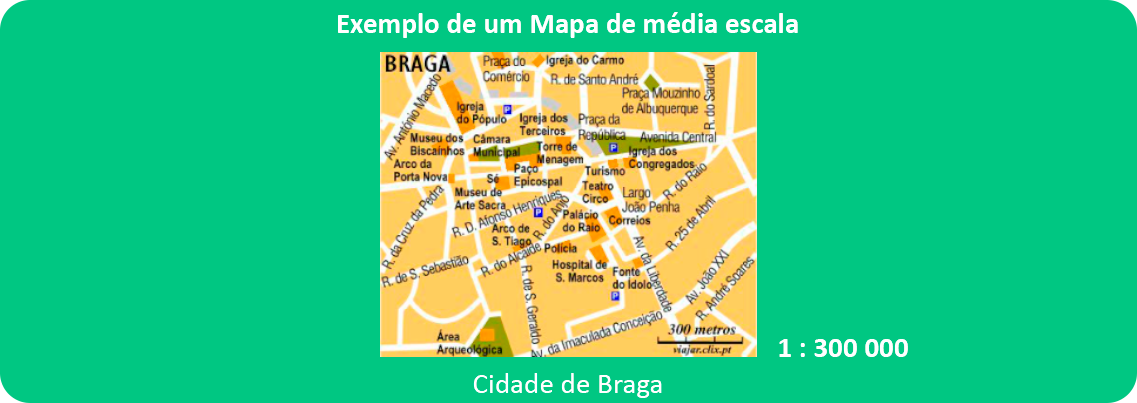 Exemplo de um Mapa de média escala
BRAGA
Praça do
Comércio
Igreja do Carmo
R. de Santo André
Av. António Macedo
Praça Mouzinho
de Albuquerque
R. do Sardoal
Igreja
do Pópulo
P
Igreja dos
Terceiros
Praça da
República
Avenida Central
Museu dos
Biscaínhos
Câmara
Municipal
Torre de
Menagem
P
Igreja dos
Congregados
Arco da
Porta Nova
Sé
Paço
Epícospal
Turismo
Teatro
Circo
R. do Raio
Museu de
Arte Sacra
Largo
João Penha
R. da Cruz da Pedra
R. D. Afonso Henriques
P
R. do Anjo
Palácio
do Raio
Correios
R. 25 de Abril
Arco de
S. Tiago
Polícia
R. de S. Sebastião
R. do Alcaide
Hospital de
S. Marcos
Fonte
do Ídolo
P
Av. da Liberdade
Av. João XXI
R. André Soares
R. de S. Geraldo
Av. da Imaculada Conceição
Área
Arqueológica
300 metros
viajar.clix.pt
1 : 300 000
Cidade de Braga